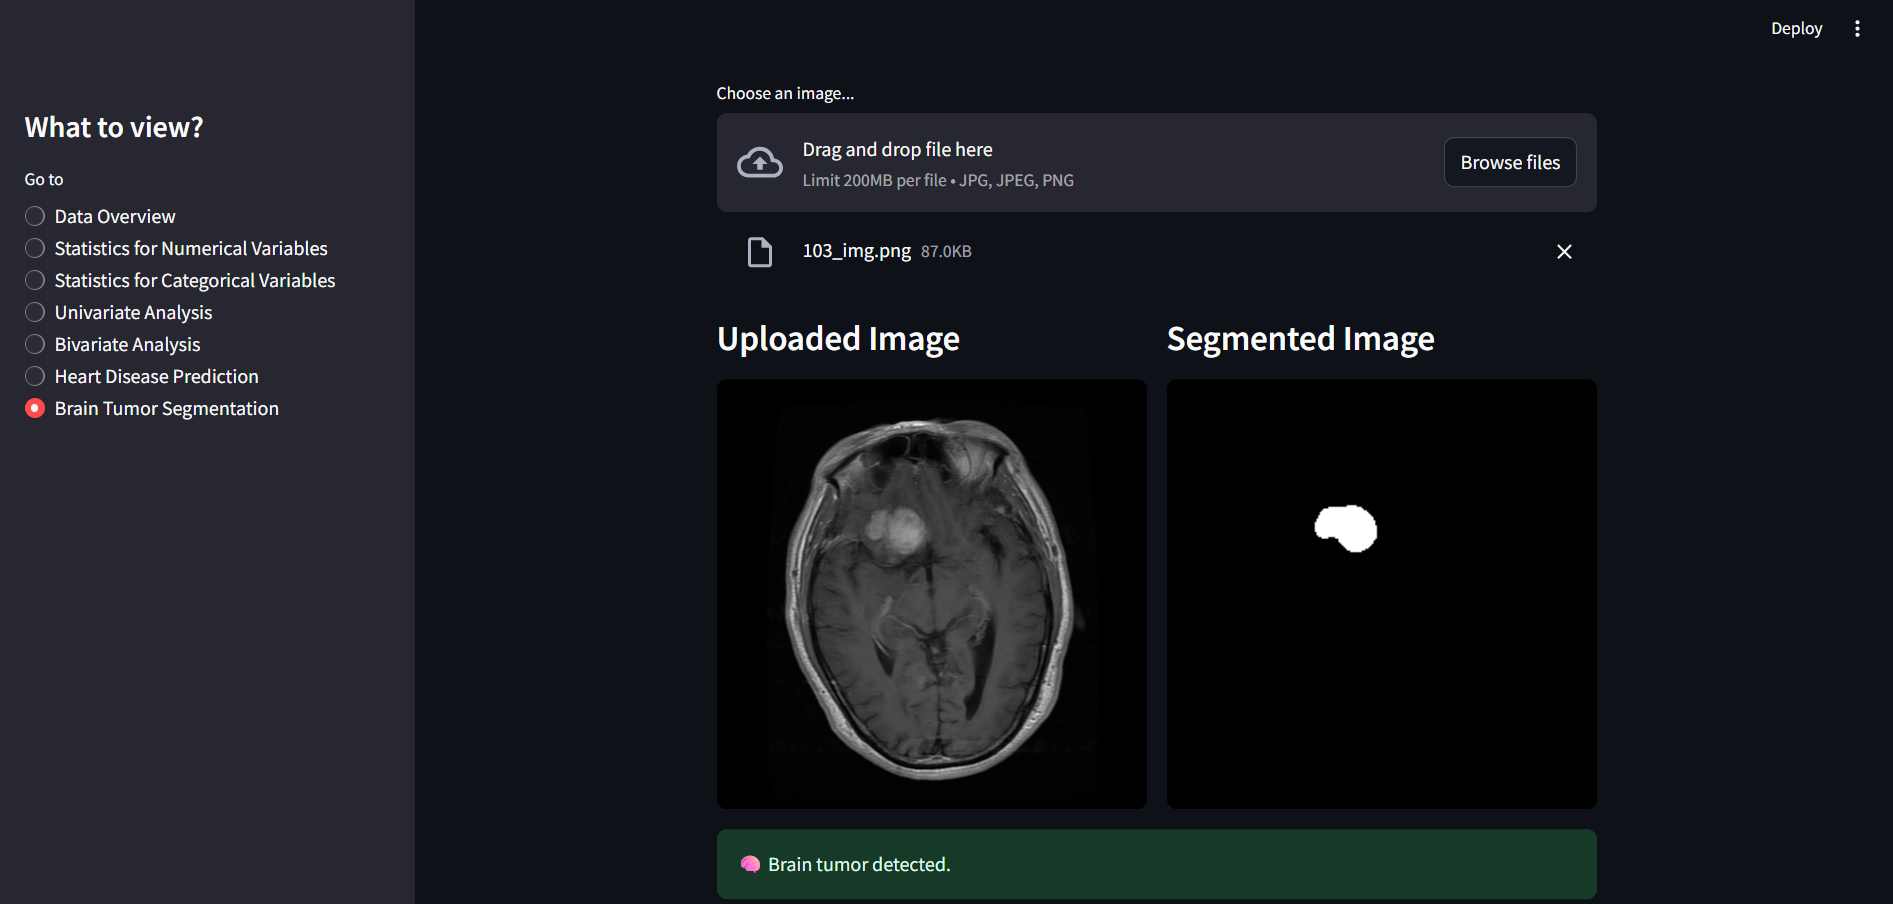 Deploy
What to view?
Go to
Data Overview
Statistics for Numerical Variables
Statistics for Categorical Variables
Univariate Analysis
Bivariate Analysis
Heart Disease Prediction
Brain Tumor Segmentation
Choose an image...
Drag and drop file here
Limit 200MB per file • JPG, JPEG, PNG
Browse files
103_img.png 87.0KB
Uploaded Image
Segmented Image
🧠 Brain tumor detected.